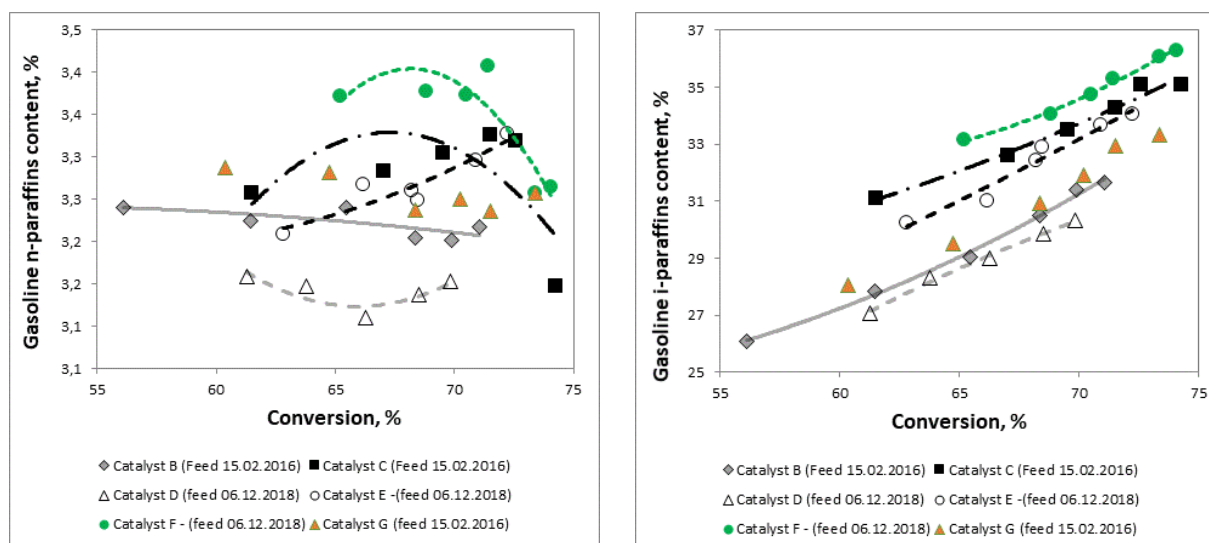 Gasoline n-paraffins content, %
3,5
3,4
3,4
3,3
3,3
3,2
3,2
3,1
3,1
55 60 65 70 75
Conversion, %
Catalyst B (Feed 15.02.2016) Catalyst C (Feed 15.02.2016)
Catalyst D (feed 06.12.2018) Catalyst E -(feed 06.12.2018)
Catalyst F - (feed 06.12.2018) Catalyst G (feed 15.02.2016)
Gasoline i-paraffins content, %
37
35
33
31
29
27
25
55 60 65 70 75
Conversion, %
Catalyst B (Feed 15.02.2016) Catalyst C (Feed 15.02.2016)
Catalyst D (feed 06.12.2018) Catalyst E -(feed 06.12.2018)
Catalyst F - (feed 06.12.2018) Catalyst G (feed 15.02.2016)